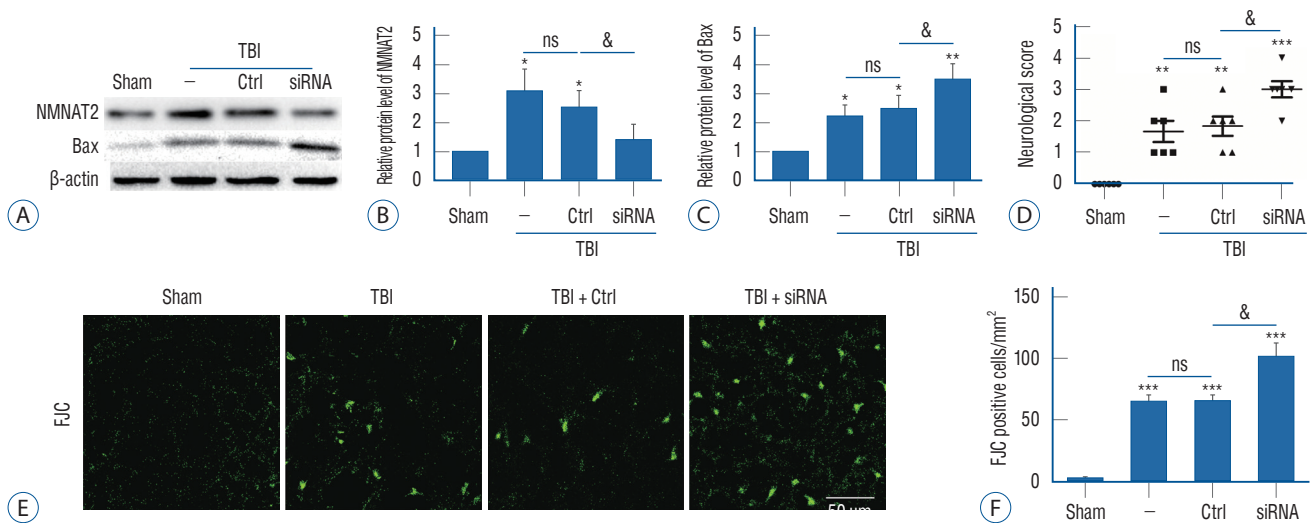 TBI
Sham – Ctrl siRNA
NMNAT2
Bax
β-actin
A
Relative protein level of NMNAT2
5
4
3
2
1
0
ns
&
*
*
Sham – Ctrl siRNA
TBI
B
Relative protein level of Bax
5
4
3
2
1
0
ns
&
*
*
**
Sham – Ctrl siRNA
TBI
C
Neurological score
5
4
3
2
1
0
ns
&
**
**
***
Sham – Ctrl siRNA
TBI
D
Sham TBI TBI + Ctrl TBI + siRNA
FJC
50 µm
E
FJC positive cells/mm²
150
100
50
0
ns
&
***
***
***
Sham – Ctrl siRNA
F